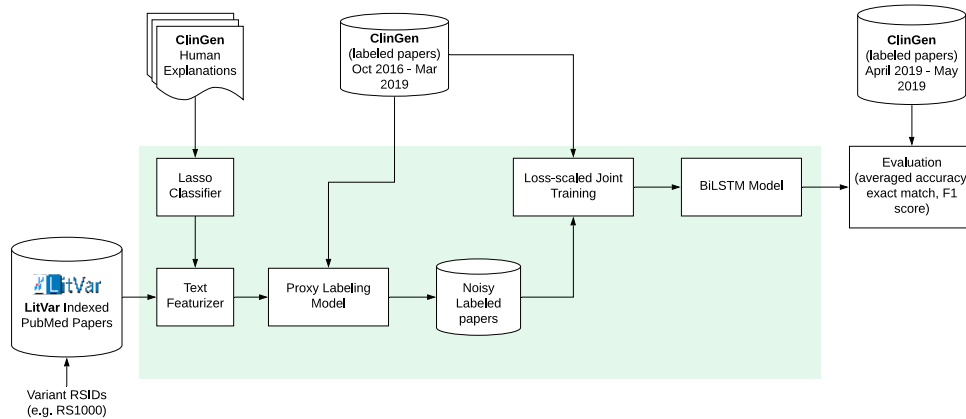 ClinGen
Human
Explanations
ClinGen
(labeled papers)
Oct 2016 - Mar
2019
ClinGen
(labeled papers)
April 2019 - May
2019
Lasso
Classifier
Loss-scaled Joint
Training
BiLSTM Model
Evaluation
(averaged accuracy
exact match, F1
score)
LitVar
LitVar Indexed
PubMed Papers
Text
Featurizer
Proxy Labeling
Model
Noisy
Labeled
papers
Variant RSIDs
(e.g. RS1000)